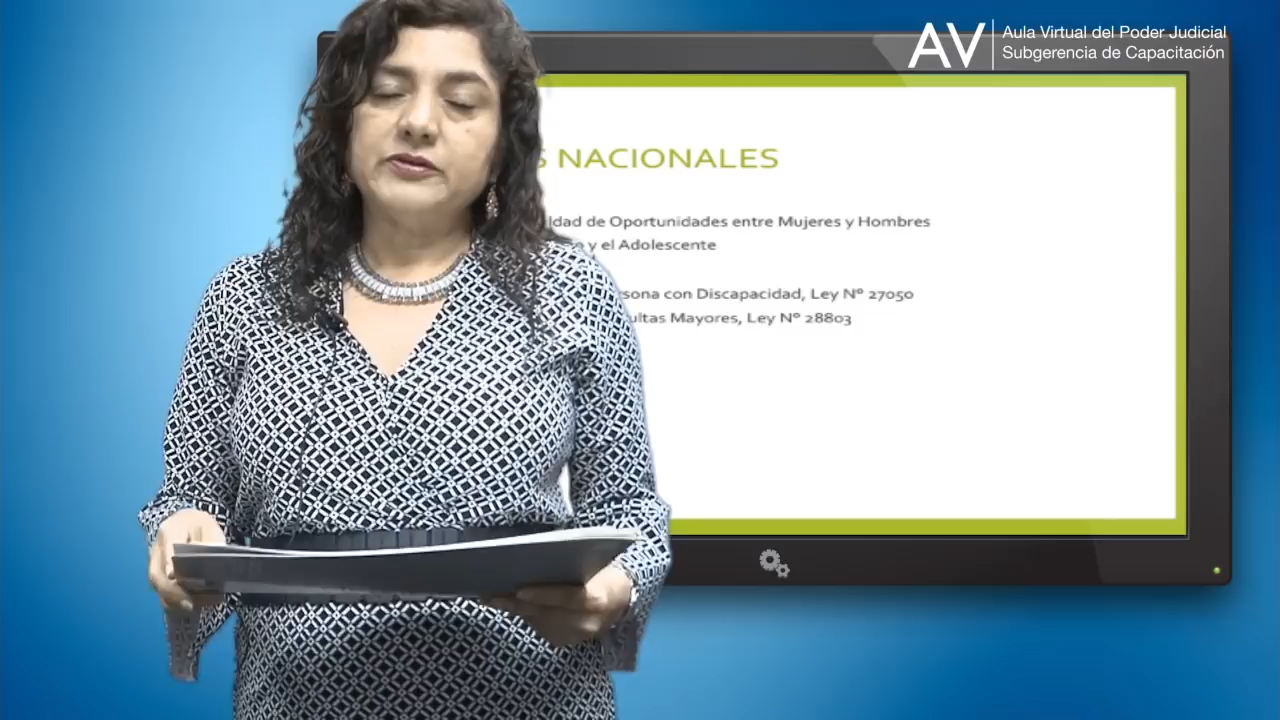 AV
Aula Virtual del Poder Judicial
Subgerencia de Capacitación
S NACIONALES
ldad de Oportunidades entre Mujeres y Hombres
y el Adolescente
sona con Discapacidad, Ley Nº 27050
ultas Mayores, Ley Nº 28803